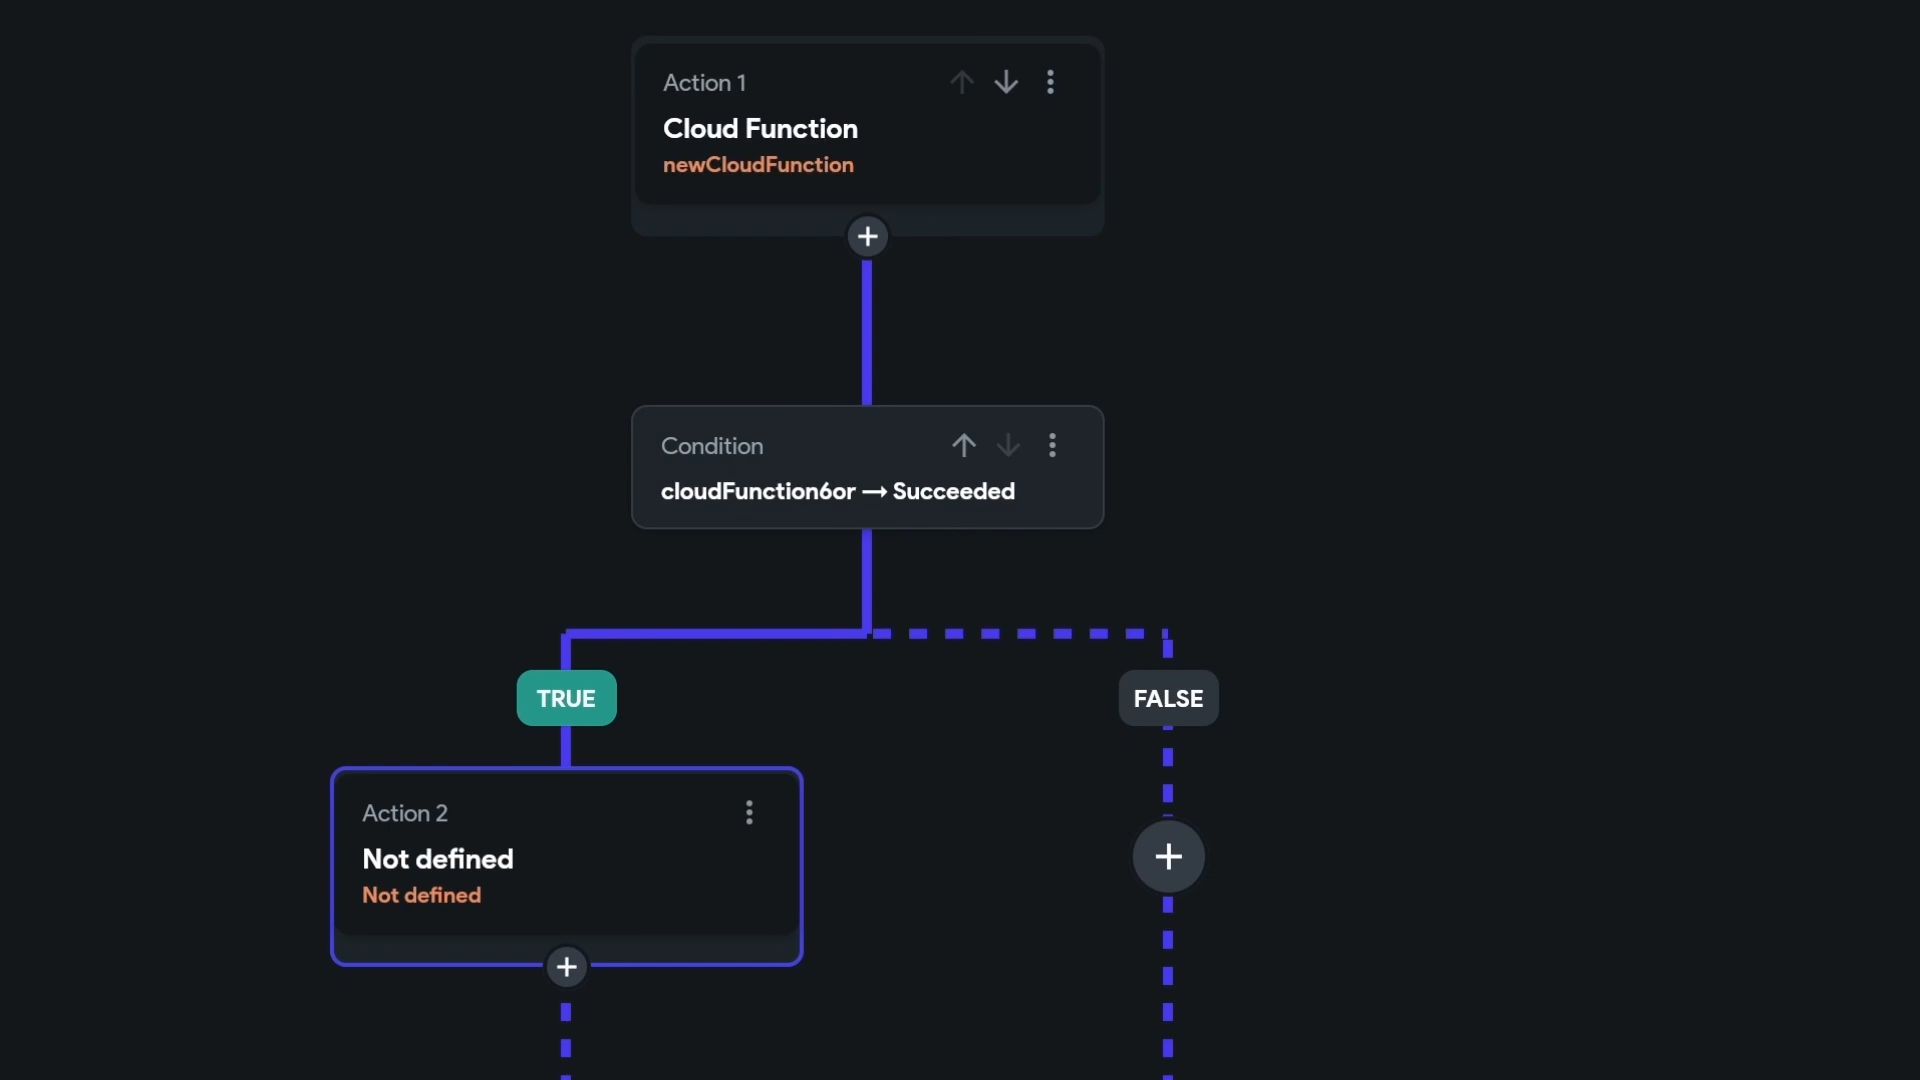 Action 1
Cloud Function
newCloudFunction
Condition
cloudFunction6or → Succeeded
TRUE
FALSE
Action 2
Not defined
Not defined